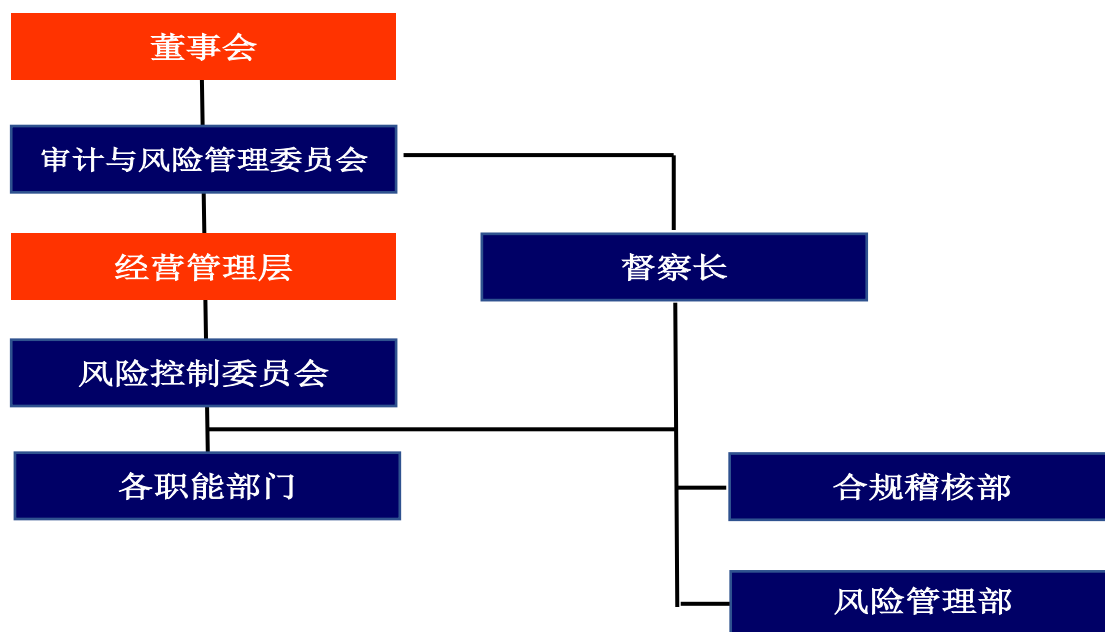 董事会
审计与风险管理委员会
经营管理层
督察长
风险控制委员会
各职能部门
合规稽核部
风险管理部